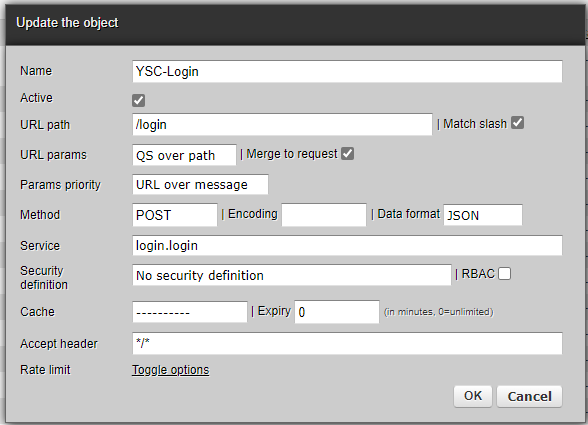 Update the object
Name YSC-Login
Active
URL path /login | Match slash
URL params QS over path | Merge to request
Params priority URL over message
Method POST | Encoding | Data format JSON
Service login.login
Security
definition No security definition | RBAC
Cache ---------- | Expiry 0 (in minutes, 0=unlimited)
Accept header */*
Rate limit Toggle options
OK Cancel